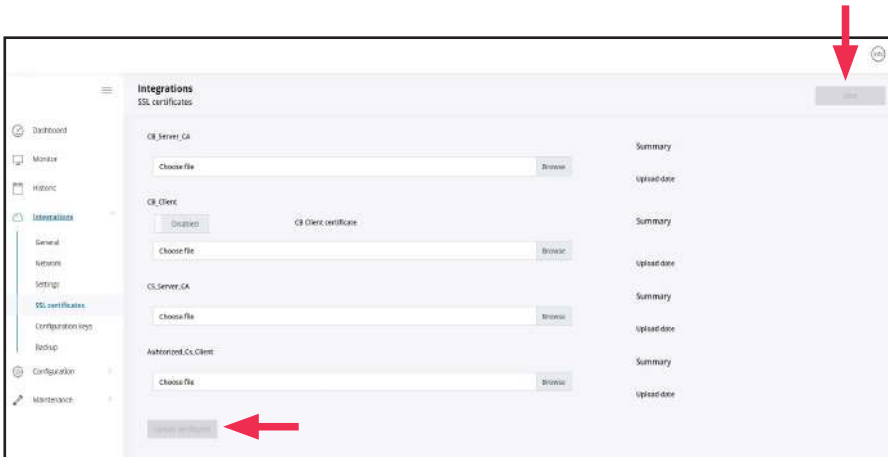 Integrations
SSL certificates
Dashboard
Monitor
Historic
Integrations
General
Network
Settings
SSL certificates
Configuration keys
Backup
Configuration
Maintenance
CB_Server_CA
Choose file
Browse
Summary
Upload date
CB_Client
Disabled
CB Client certificate
Summary
Choose file
Browse
Upload date
CS_Server_CA
Summary
Choose file
Browse
Upload date
Auhtorized_Cs_Client
Summary
Choose file
Browse
Upload date